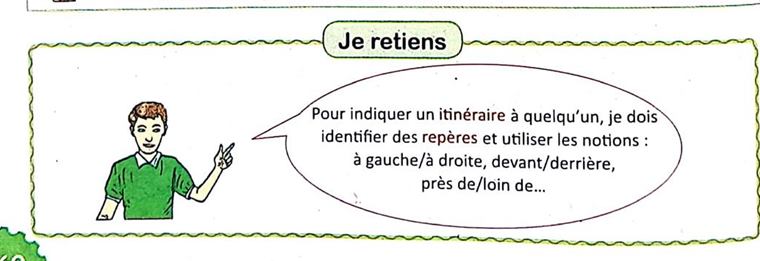 Je retiens
Pour indiquer un itinéraire à quelqu'un, je dois
identifier des repères et utiliser les notions :
à gauche/à droite, devant/derrière,
près de/loin de...